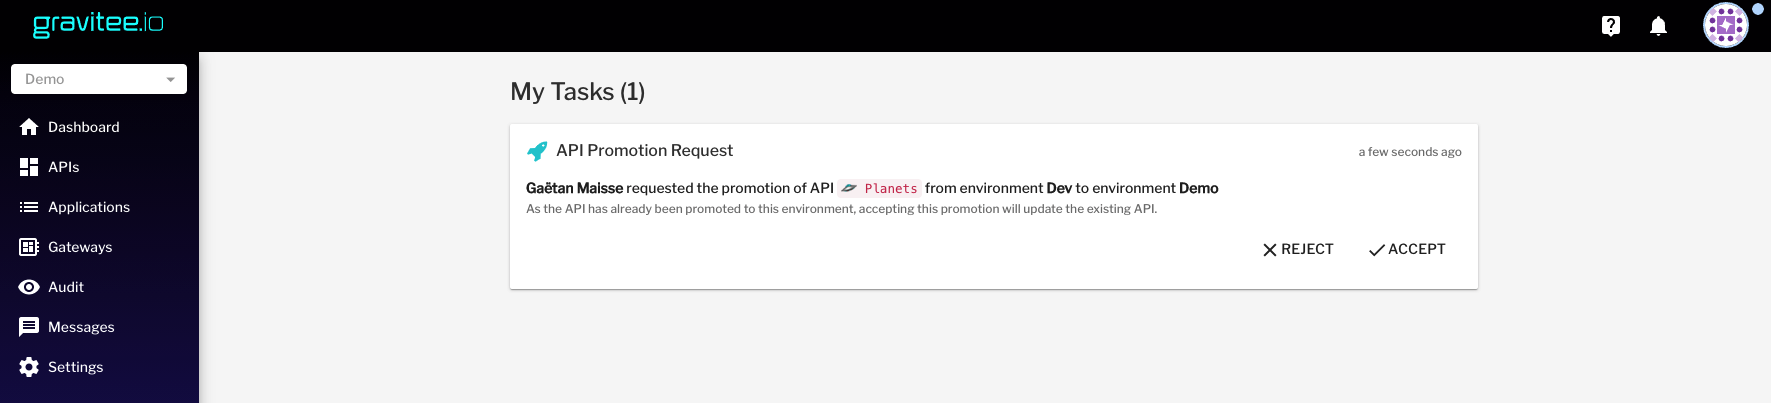 gravitee.io
Demo
Dashboard
APIs
Applications
Gateways
Audit
Messages
Settings
My Tasks (1)
API Promotion Request
a few seconds ago
Gaëtan Maisse requested the promotion of API Planets from environment Dev to environment Demo
As the API has already been promoted to this environment, accepting this promotion will update the existing API.
REJECT
ACCEPT